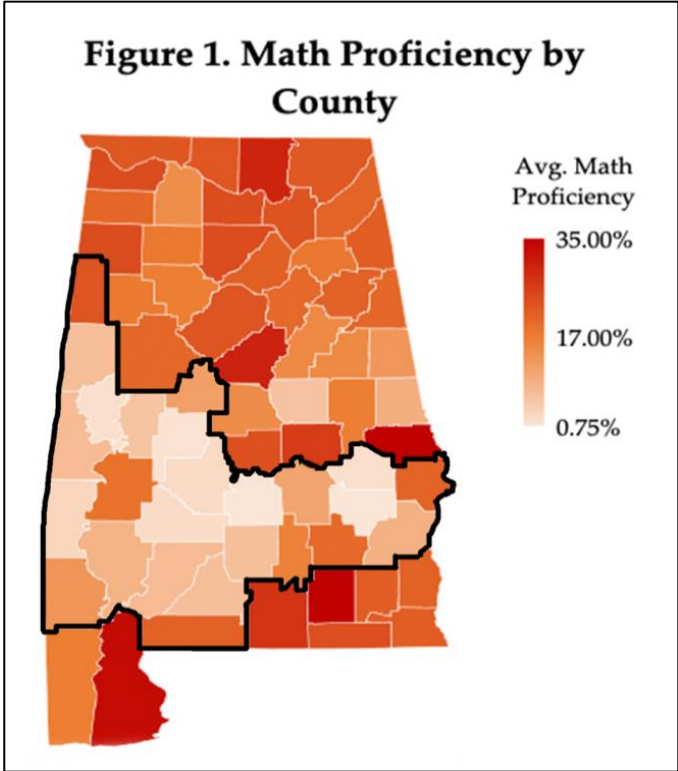 Figure 1. Math Proficiency by
County
Avg. Math
Proficiency
35.00%
17.00%
0.75%